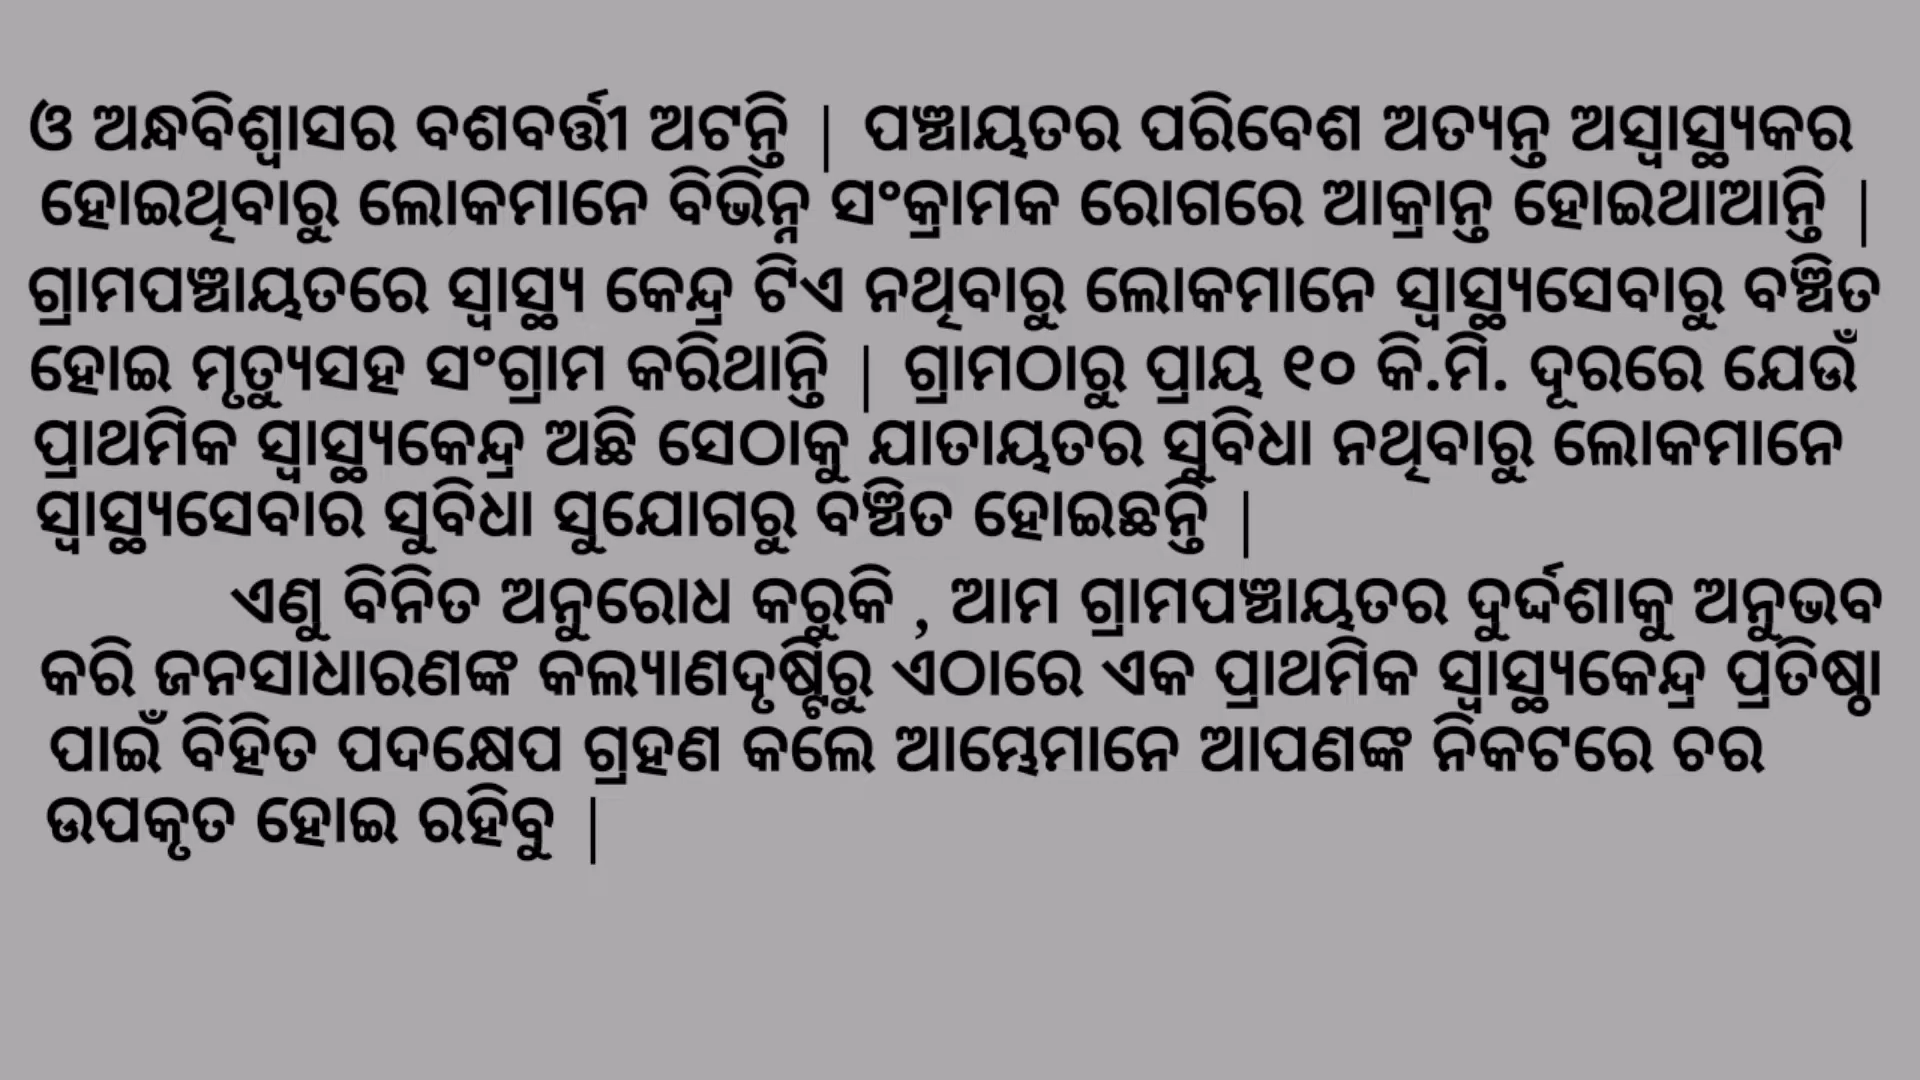 ଓ ଅନ୍ଧବିଶ୍ୱାସର ବଶବର୍ତ୍ତୀ ଅଟନ୍ତି | ପଞ୍ଚାୟତର ପରିବେଶ ଅତ୍ୟନ୍ତ ଅସ୍ୱାସ୍ଥ୍ୟକର
ହୋଇଥିବାରୁ ଲୋକମାନେ ବିଭିନ୍ନ ସଂକ୍ରାମକ ରୋଗରେ ଆକ୍ରାନ୍ତ ହୋଇଥାଆନ୍ତି |
ଗ୍ରାମପଞ୍ଚାୟତରେ ସ୍ୱାସ୍ଥ୍ୟ କେନ୍ଦ୍ର ଟିଏ ନଥିବାରୁ ଲୋକମାନେ ସ୍ୱାସ୍ଥ୍ୟସେବାରୁ ବଞ୍ଚିତ
ହୋଇ ମୃତ୍ୟୁସହ ସଂଗ୍ରାମ କରିଥାନ୍ତି | ଗ୍ରାମଠାରୁ ପ୍ରାୟ ୧୦ କି.ମି. ଦୂରରେ ଯେଉଁ
ପ୍ରାଥମିକ ସ୍ୱାସ୍ଥ୍ୟକେନ୍ଦ୍ର ଅଛି ସେଠାକୁ ଯାତାୟତର ସୁବିଧା ନଥିବାରୁ ଲୋକମାନେ
ସ୍ୱାସ୍ଥ୍ୟସେବାର ସୁବିଧା ସୁଯୋଗରୁ ବଞ୍ଚିତ ହୋଇଛନ୍ତି |
ଏଣୁ ବିନିତ ଅନୁରୋଧ କରୁକି , ଆମ ଗ୍ରାମପଞ୍ଚାୟତର ଦୁର୍ଦ୍ଦଶାକୁ ଅନୁଭବ
କରି ଜନସାଧାରଣଙ୍କ କଲ୍ୟାଣଦୃଷ୍ଟିରୁ ଏଠାରେ ଏକ ପ୍ରାଥମିକ ସ୍ୱାସ୍ଥ୍ୟକେନ୍ଦ୍ର ପ୍ରତିଷ୍ଠା
ପାଇଁ ବିହିତ ପଦକ୍ଷେପ ଗ୍ରହଣ କଲେ ଆମ୍ଭେମାନେ ଆପଣଙ୍କ ନିକଟରେ ଚର
ଉପକୃତ ହୋଇ ରହିବୁ |